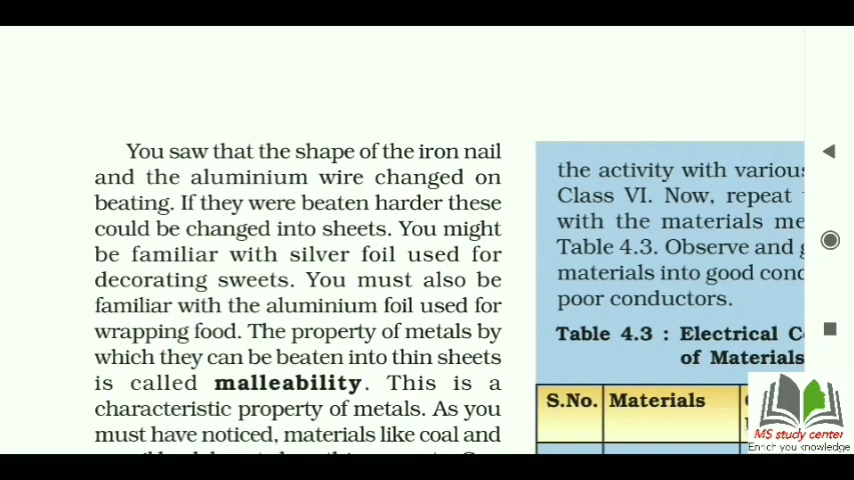 You saw that the shape of the iron nail
and the aluminium wire changed on
beating. If they were beaten harder these
could be changed into sheets. You might
be familiar with silver foil used for
decorating sweets. You must also be
familiar with the aluminium foil used for
wrapping food. The property of metals by
which they can be beaten into thin sheets
is called malleability. This is a
characteristic property of metals. As you
must have noticed, materials like coal and
the activity with various
Class VI. Now, repeat
with the materials me
Table 4.3. Observe and g
materials into good cond
poor conductors.
Table 4.3 : Electrical C
of Materials
S.No. Materials
MS study center
Enrich you knowledge